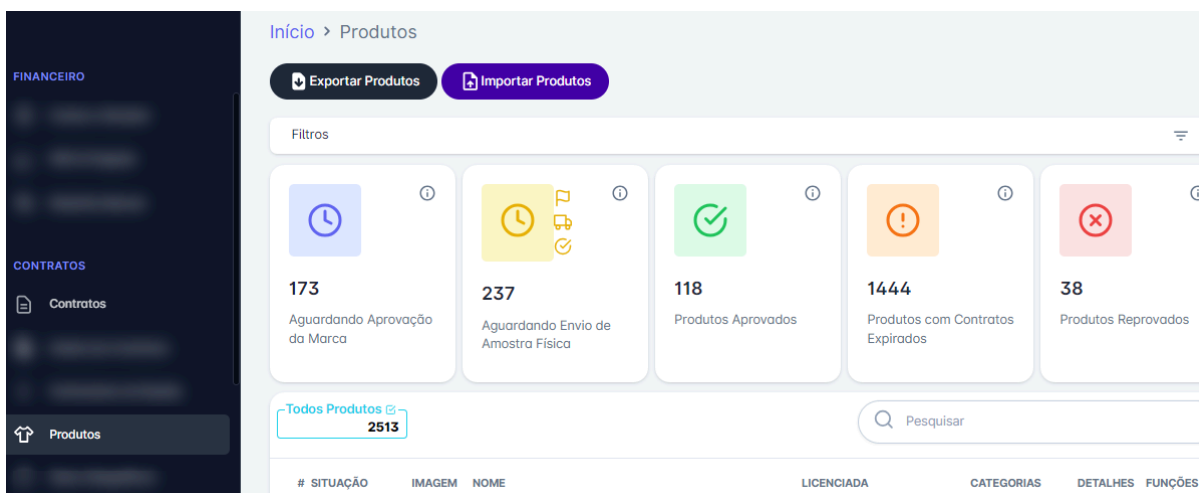 Início > Produtos
FINANCEIRO
Exportar Produtos
Importar Produtos
Filtros
CONTRATOS
Contratos
Produtos
173
Aguardando Aprovação
da Marca
237
Aguardando Envio de
Amostra Física
118
Produtos Aprovados
1444
Produtos com Contratos
Expirados
38
Produtos Reprovados
Todos Produtos
2513
Pesquisar
# SITUAÇÃO IMAGEM NOME LICENCIADA CATEGORIAS DETALHES FUNÇÕES